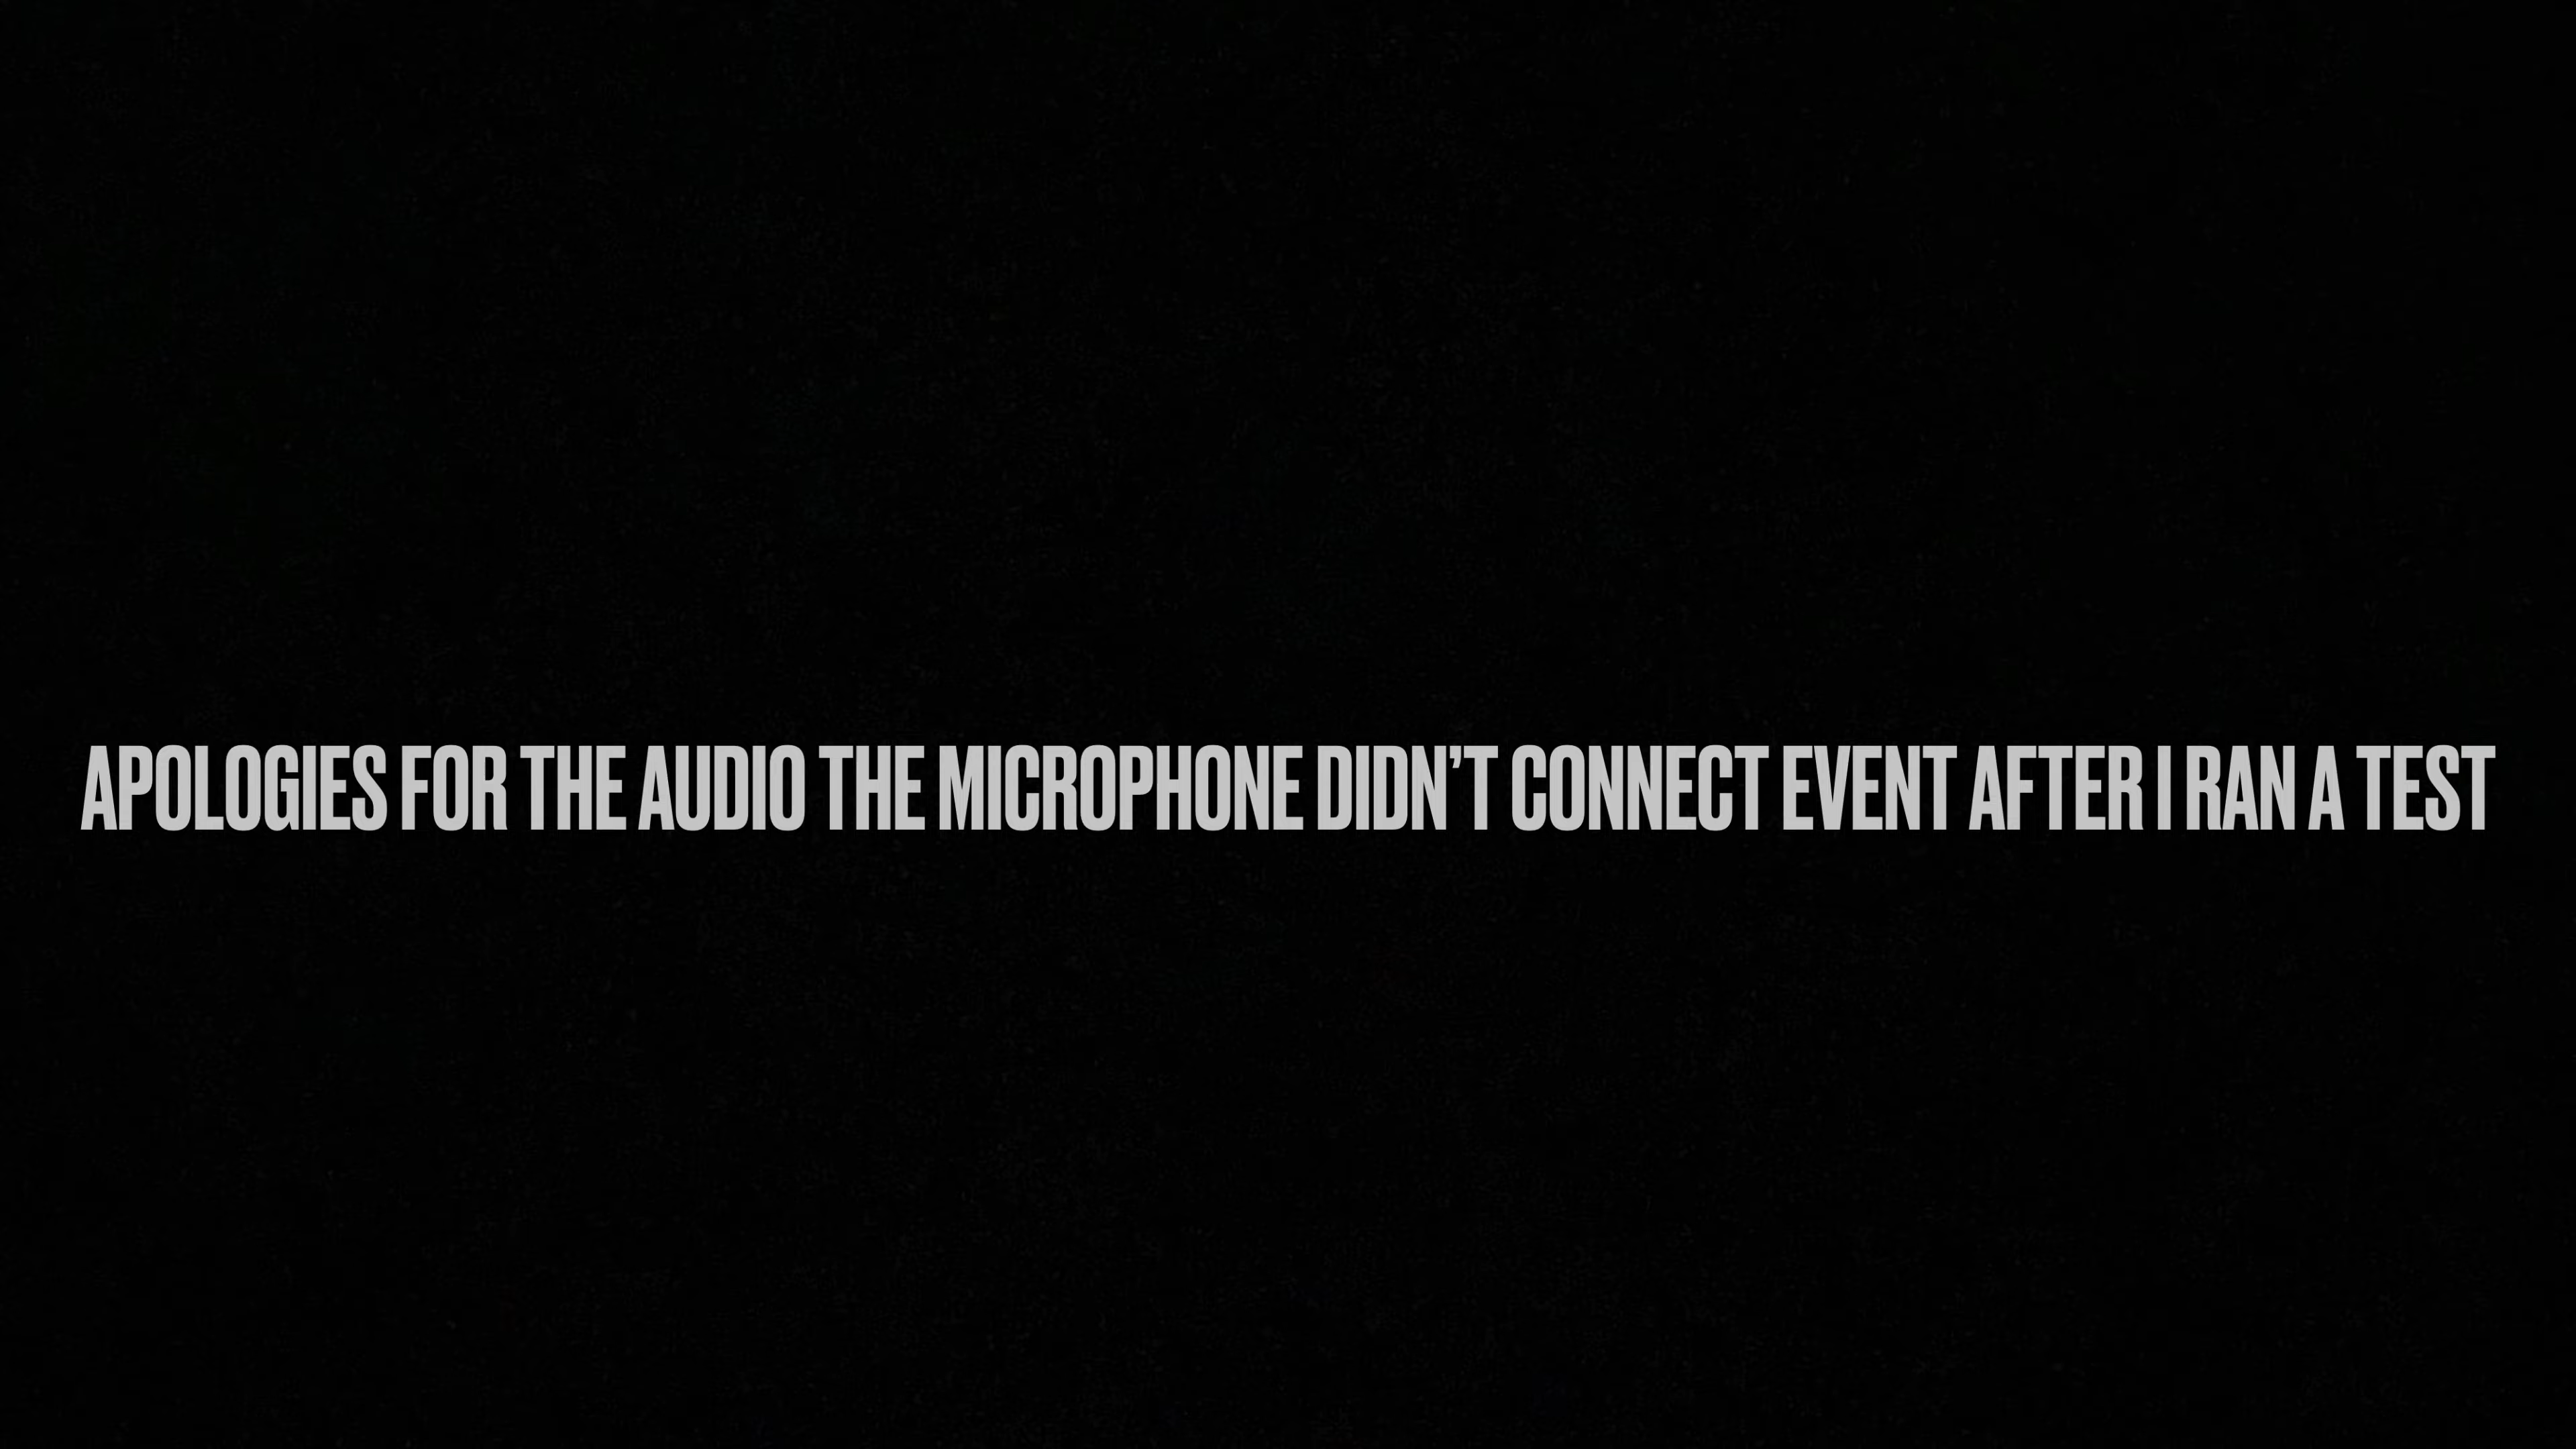 APOLOGIES FOR THE AUDIO THE MICROPHONE DIDN’T CONNECT EVENT AFTER I RAN A TEST